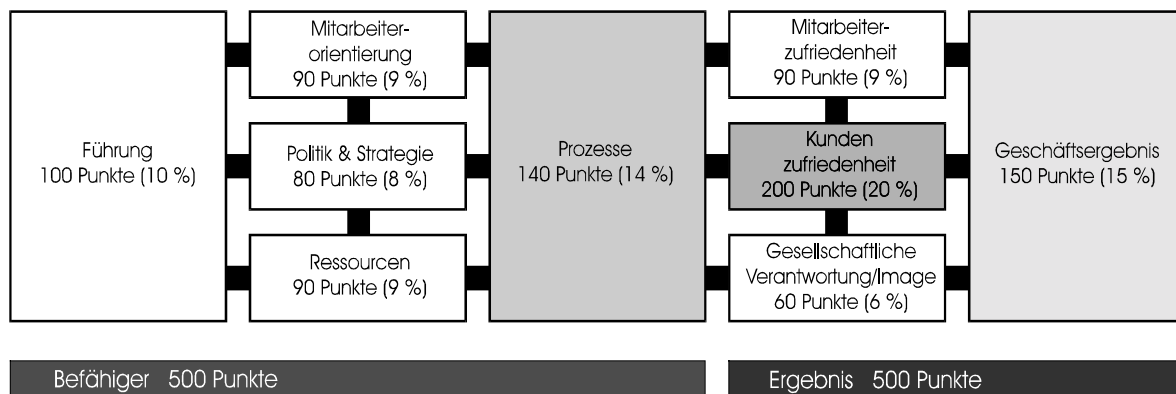 Führung
100 Punkte (10 %)
Mitarbeiter-
orientierung
90 Punkte (9 %)
Politik & Strategie
80 Punkte (8 %)
Ressourcen
90 Punkte (9 %)
Prozesse
140 Punkte (14 %)
Mitarbeiter-
zufriedenheit
90 Punkte (9 %)
Kunden
zufriedenheit
200 Punkte (20 %)
Gesellschaftliche
Verantwortung/Image
60 Punkte (6 %)
Geschäftsergebnis
150 Punkte (15 %)
Befähiger 500 Punkte
Ergebnis 500 Punkte